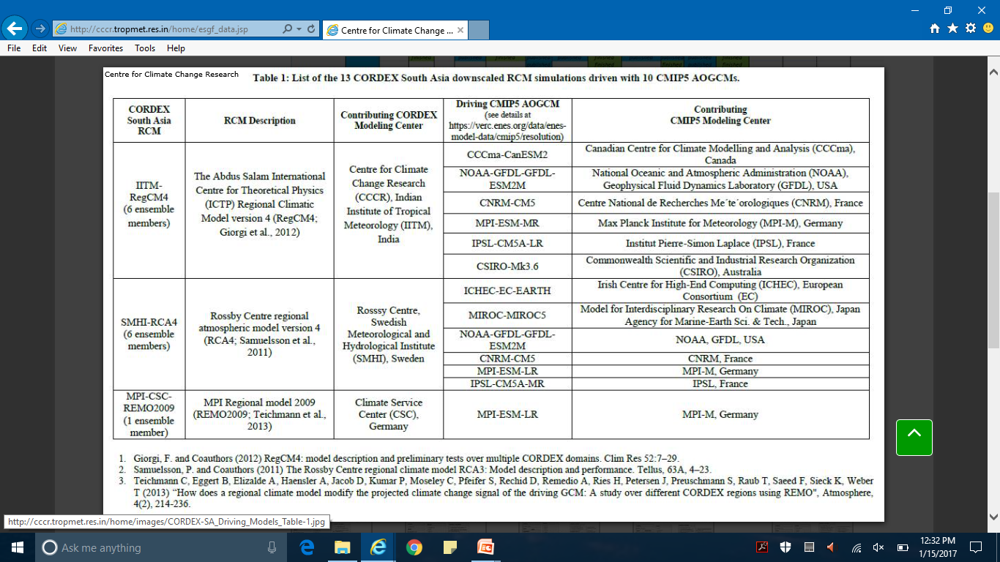 http://cccr.tropmet.res.in/home/esgf_data.jsp
Centre for Climate Change ...
File Edit View Favorites Tools Help
finished published finished published published finished published published finished
Centre for Climate Change Research
Table 1: List of the 13 CORDEX South Asia downscaled RCM simulations driven with 10 CMIP5 AOGCMs.
CORDEX
South Asia
RCM
RCM Description
Contributing CORDEX
Modeling Center
Driving CMIP5 AOGCM
(see details at
https://verc.enes.org/data/enes-
model-data/cmip5/resolution)
Contributing
CMIP5 Modeling Center
IITM-
RegCM4
(6 ensemble
members)
The Abdus Salam International
Centre for Theoretical Physics
(ICTP) Regional Climatic
Model version 4 (RegCM4;
Giorgi et al., 2012)
Centre for Climate
Change Research
(CCCR), Indian
Institute of Tropical
Meteorology (IITM),
India
CCCma-CanESM2
Canadian Centre for Climate Modelling and Analysis (CCCma),
Canada
NOAA-GFDL-GFDL-
ESM2M
National Oceanic and Atmospheric Administration (NOAA),
Geophysical Fluid Dynamics Laboratory (GFDL), USA
CNRM-CM5
Centre National de Recherches Me´te´orologiques (CNRM), France
MPI-ESM-MR
Max Planck Institute for Meteorology (MPI-M), Germany
IPSL-CM5A-LR
Institut Pierre-Simon Laplace (IPSL), France
CSIRO-Mk3.6
Commonwealth Scientific and Industrial Research Organization
(CSIRO), Australia
SMHI-RCA4
(6 ensemble
members)
Rossby Centre regional
atmospheric model version 4
(RCA4; Samuelsson et al.,
2011)
Rosssy Centre,
Swedish
Meteorological and
Hydrological Institute
(SMHI), Sweden
ICHEC-EC-EARTH
Irish Centre for High-End Computing (ICHEC), European
Consortium (EC)
MIROC-MIROC5
Model for Interdisciplinary Research On Climate (MIROC), Japan
Agency for Marine-Earth Sci. & Tech., Japan
NOAA-GFDL-GFDL-
ESM2M
NOAA, GFDL, USA
CNRM-CM5
CNRM, France
MPI-ESM-LR
MPI-M, Germany
IPSL-CM5A-MR
IPSL, France
MPI-CSC-
REMO2009
(1 ensemble
member)
MPI Regional model 2009
(REMO2009; Teichmann et al.,
2013)
Climate Service
Center (CSC),
Germany
MPI-ESM-LR
MPI-M, Germany
1. Giorgi, F. and Coauthors (2012) RegCM4: model description and preliminary tests over multiple CORDEX domains. Clim Res 52:7–29.
2. Samuelsson, P. and Coauthors (2011) The Rossby Centre regional climate model RCA3: Model description and performance. Tellus, 63A, 4–23.
3. Teichmann C, Eggert B, Elizalde A, Haensler A, Jacob D, Kumar P, Moseley C, Pfeifer S, Rechid D, Remedio A, Ries H, Petersen J, Preuschmann S, Raub T, Saeed F, Sieck K, Weber
T (2013) “How does a regional climate model modify the projected climate change signal of the driving GCM: A study over different CORDEX regions using REMO", Atmosphere,
4(2), 214-236.
http://cccr.tropmet.res.in/home/images/CORDEX-SA_Driving_Models_Table-1.jpg
Ask me anything
12:32 PM
1/15/2017